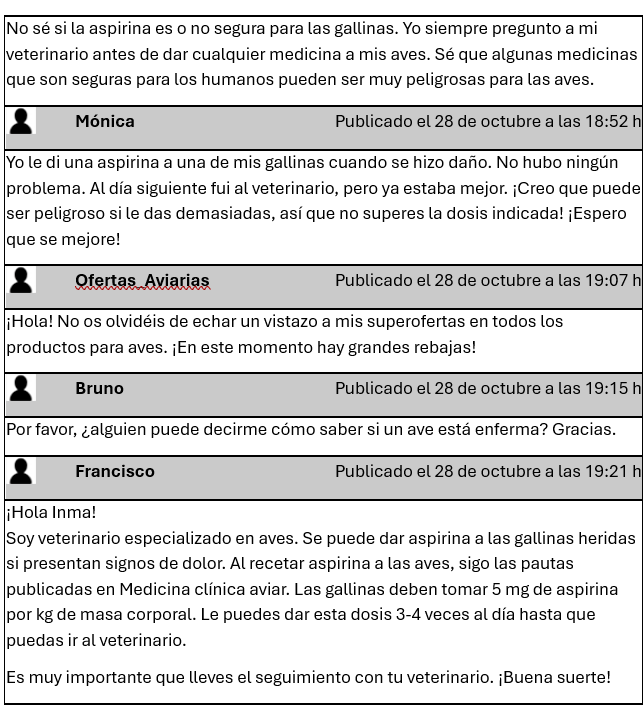 No sé si la aspirina es o no segura para las gallinas. Yo siempre pregunto a mi
veterinario antes de dar cualquier medicina a mis aves. Sé que algunas medicinas
que son seguras para los humanos pueden ser muy peligrosas para las aves.
Mónica Publicado el 28 de octubre a las 18:52 h
Yo le di una aspirina a una de mis gallinas cuando se hizo daño. No hubo ningún
problema. Al día siguiente fui al veterinario, pero ya estaba mejor. ¡Creo que puede
ser peligroso si le das demasiadas, así que no superes la dosis indicada! ¡Espero
que se mejore!
Ofertas_Aviarias Publicado el 28 de octubre a las 19:07 h
¡Hola! No os olvidéis de echar un vistazo a mis superofertas en todos los
productos para aves. ¡En este momento hay grandes rebajas!
Bruno Publicado el 28 de octubre a las 19:15 h
Por favor, ¿alguien puede decirme cómo saber si un ave está enferma? Gracias.
Francisco Publicado el 28 de octubre a las 19:21 h
¡Hola Inma!
Soy veterinario especializado en aves. Se puede dar aspirina a las gallinas heridas
si presentan signos de dolor. Al recetar aspirina a las aves, sigo las pautas
publicadas en Medicina clínica aviar. Las gallinas deben tomar 5 mg de aspirina
por kg de masa corporal. Le puedes dar esta dosis 3-4 veces al día hasta que
puedas ir al veterinario.
Es muy importante que lleves el seguimiento con tu veterinario. ¡Buena suerte!